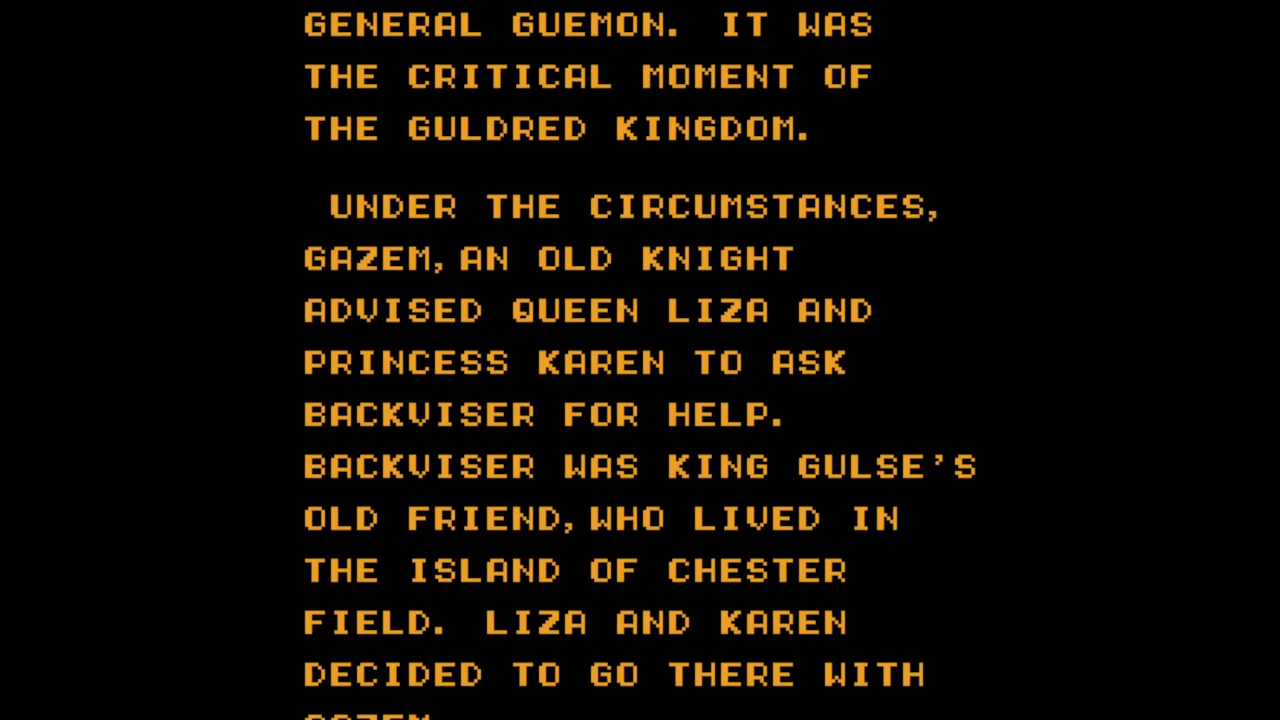 GENERAL GUEMON.  IT WAS
THE CRITICAL MOMENT OF
THE GULDRED KINGDOM.
UNDER THE CIRCUMSTANCES,
GAZEM, AN OLD KNIGHT
ADVISED QUEEN LIZA AND
PRINCESS KAREN TO ASK
BACKVISER FOR HELP.
BACKVISER WAS KING GULSE'S
OLD FRIEND, WHO LIVED IN
THE ISLAND OF CHESTER
FIELD.  LIZA AND KAREN
DECIDED TO GO THERE WITH
GAZEM